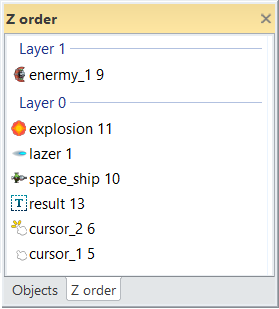 Z order
Layer 1
enermy_1 9
Layer 0
explosion 11
lazer 1
space_ship 10
T result 13
cursor_2 6
cursor_1 5
Objects Z order